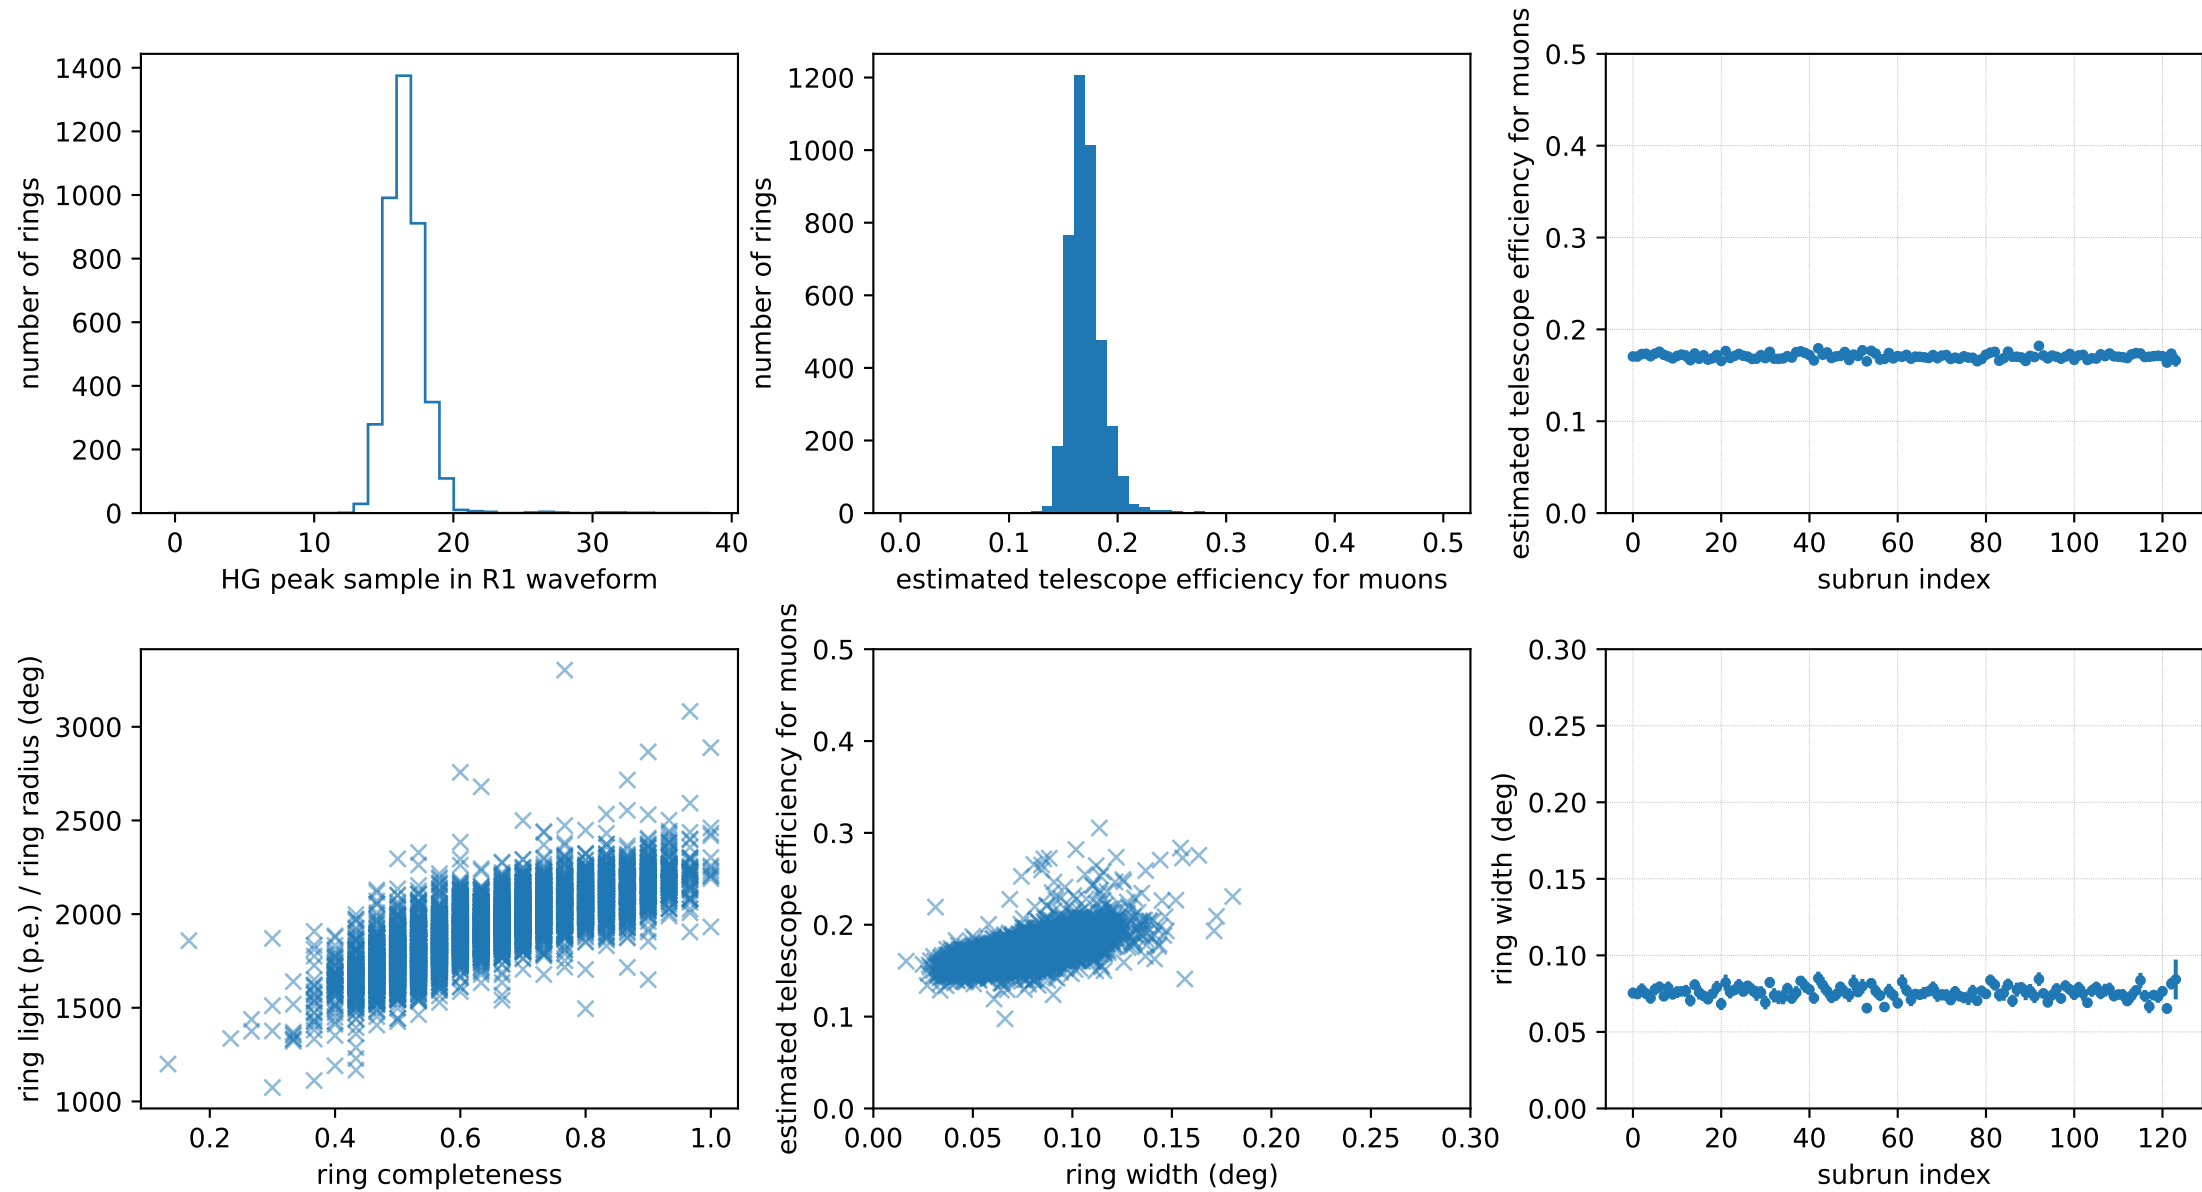 1400
1200
1000
800
600
400
200
0
number of rings
0 10 20 30 40
HG peak sample in R1 waveform
1200
1000
800
600
400
200
0
number of rings
0.0 0.1 0.2 0.3 0.4 0.5
estimated telescope efficiency for muons
0.5
0.4
0.3
0.2
0.1
0.0
estimated telescope efficiency for muons
0 20 40 60 80 100 120
subrun index
3000
2500
2000
1500
1000
ring light (p.e.) / ring radius (deg)
0.2 0.4 0.6 0.8 1.0
ring completeness
0.5
0.4
0.3
0.2
0.1
0.0
estimated telescope efficiency for muons
0.00 0.05 0.10 0.15 0.20 0.25 0.30
ring width (deg)
0.30
0.25
0.20
0.15
0.10
0.05
0.00
ring width (deg)
0 20 40 60 80 100 120
subrun index